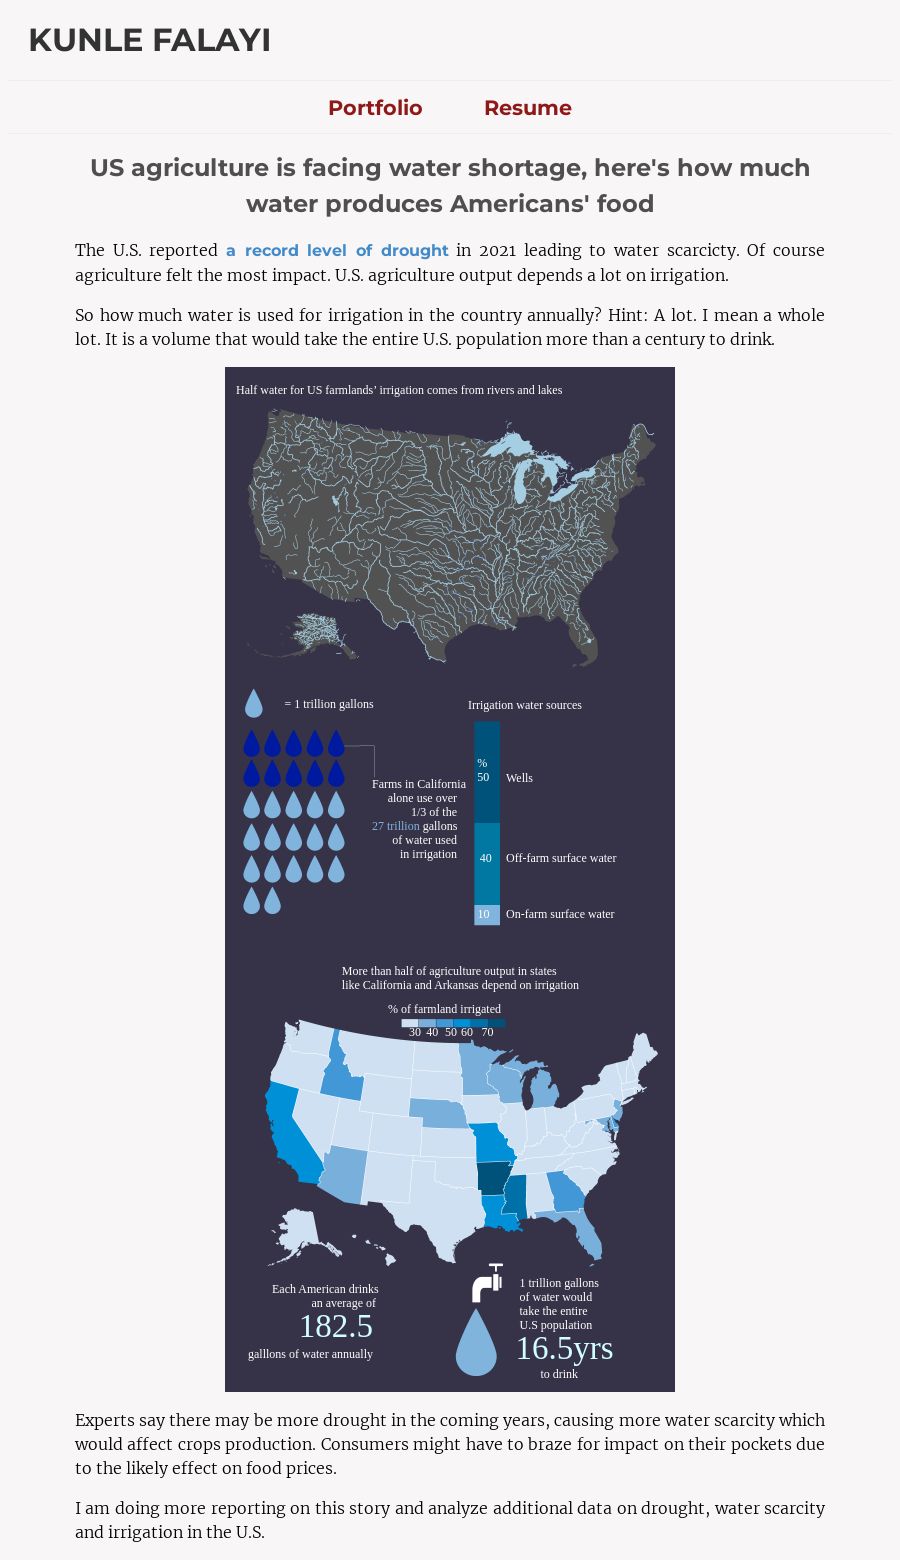 KUNLE FALAYI
Portfolio Resume
US agriculture is facing water shortage, here's how much
water produces Americans' food
The U.S. reported a record level of drought in 2021 leading to water scarcicty. Of course
agriculture felt the most impact. U.S. agriculture output depends a lot on irrigation.
So how much water is used for irrigation in the country annually? Hint: A lot. I mean a whole
lot. It is a volume that would take the entire U.S. population more than a century to drink.
Half water for US farmlands’ irrigation comes from rivers and lakes
= 1 trillion gallons
Farms in California
alone use over
1/3 of the
27 trillion gallons
of water used
in irrigation
Irrigation water sources
%
50 Wells
40 Off-farm surface water
10 On-farm surface water
More than half of agriculture output in states
like California and Arkansas depend on irrigation
% of farmland irrigated
30 40 50 60 70
Each American drinks
an average of
182.5
galllons of water annually
1 trillion gallons
of water would
take the entire
U.S population
16.5yrs
to drink
Experts say there may be more drought in the coming years, causing more water scarcity which
would affect crops production. Consumers might have to braze for impact on their pockets due
to the likely effect on food prices.
I am doing more reporting on this story and analyze additional data on drought, water scarcity
and irrigation in the U.S.